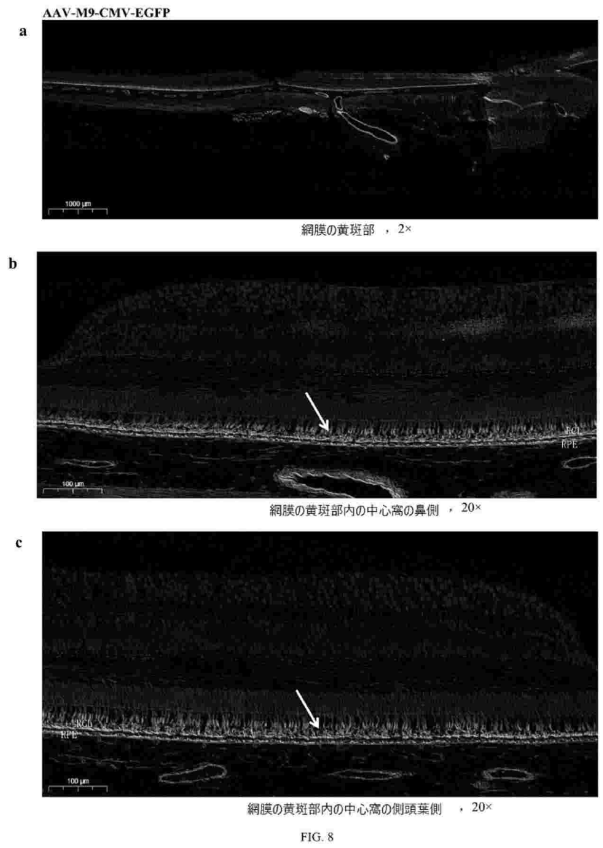 AAV-M9-CMV-EGFP
a
1000 μm
網膜の黄斑部 , 2×
b
RPE
100 μm
網膜の黄斑部内の中心窩の鼻側 , 20×
c
RPE
100 μm
網膜の黄斑部内の中心窩の側頭葉側 , 20×
FIG. 8